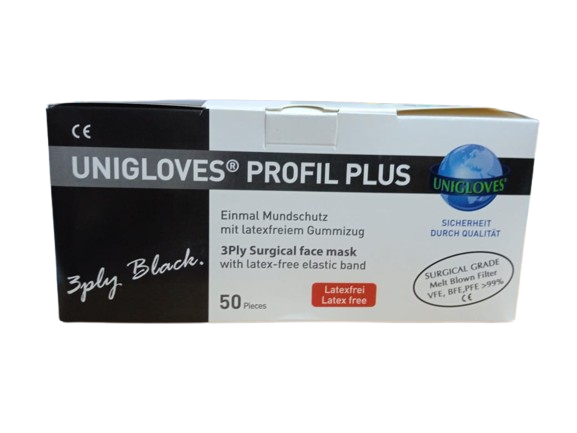 CE
UNIGLOVES® PROFIL PLUS
UNIGLOVES®
SICHERHEIT
DURCH QUALITÄT
Einmal Mundschutz
mit latexfreiem Gummizug
3Ply Surgical face mask
with latex-free elastic band
3ply Black.
50 Pieces
Latexfrei
Latex free
SURGICAL GRADE
Melt Blown Filter
VFE, BFE,PFE >99%
CE